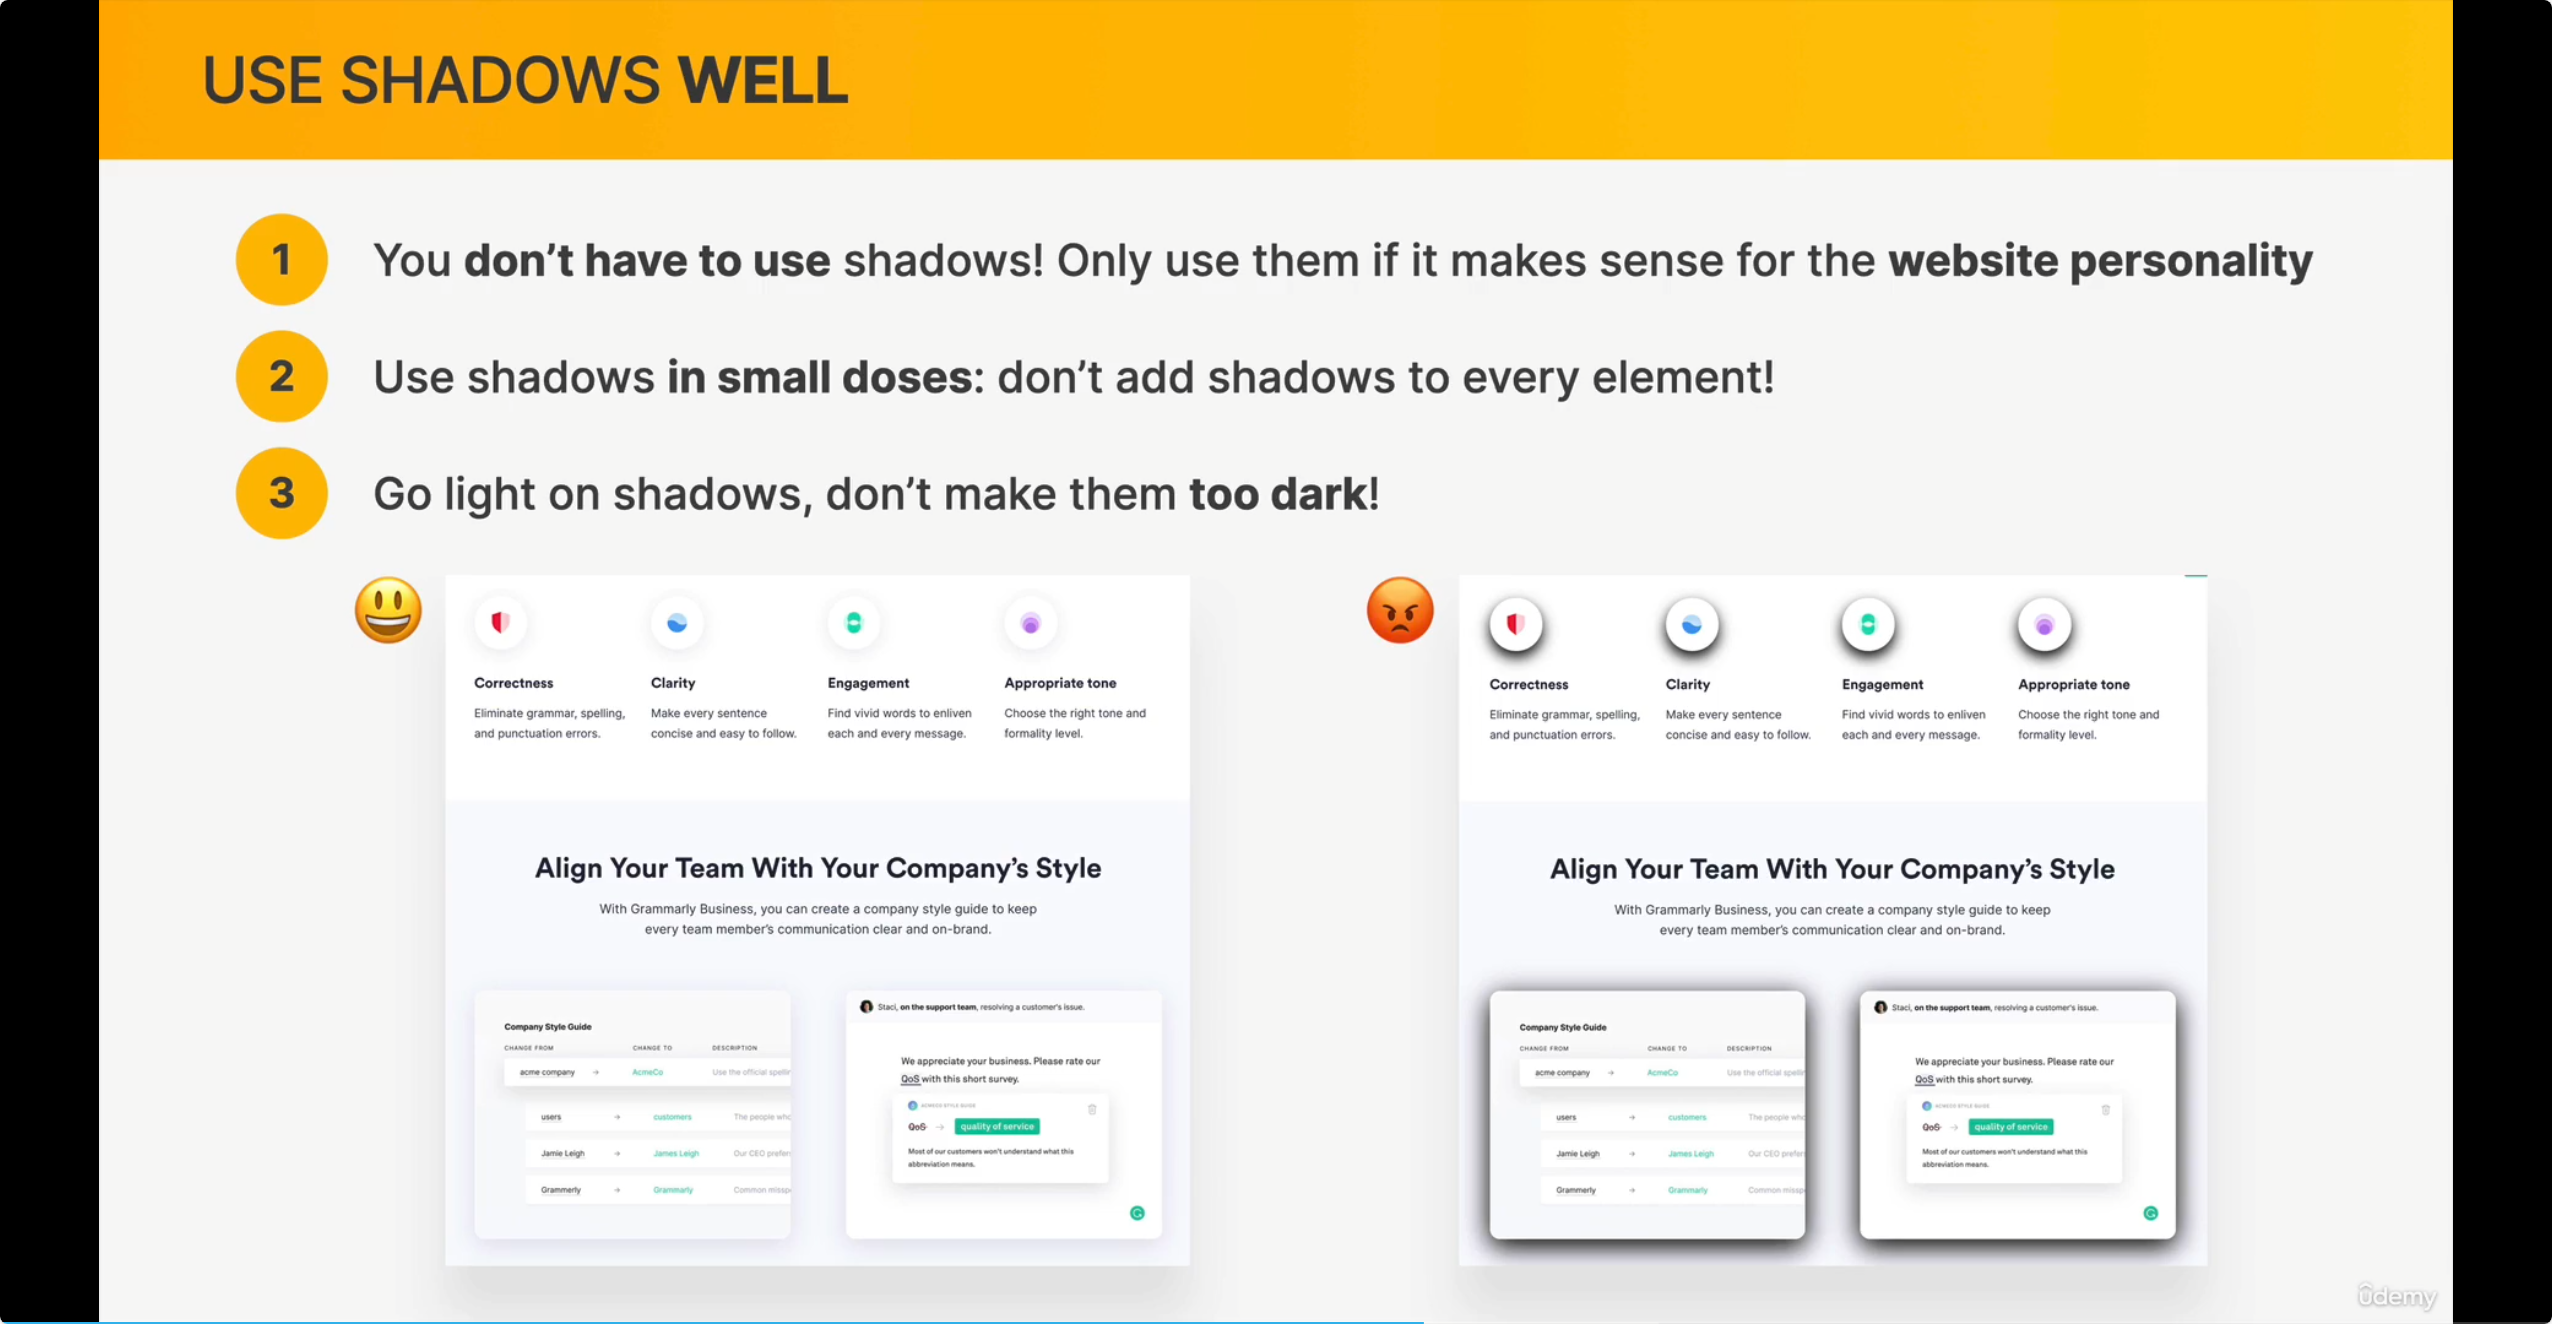 USE SHADOWS WELL
1
You don't have to use shadows! Only use them if it makes sense for the website personality
2
Use shadows in small doses: don't add shadows to every element!
3
Go light on shadows, don't make them too dark!
Correctness
Eliminate grammar, spelling,
and punctuation errors.
Clarity
Make every sentence
concise and easy to follow.
Engagement
Find vivid words to enliven
each and every message.
Appropriate tone
Choose the right tone and
formality level.
Align Your Team With Your Company's Style
With Grammarly Business, you can create a company style guide to keep
every team member's communication clear and on-brand.
Company Style Guide
CHANGE FROM CHANGE TO DESCRIPTION
acme company → AcmeCo Use the official spellin
users → customers The people who
Jamie Leigh → James Leigh Our CEO prefers
Grammerly → Grammarly Common missp
Staci, on the support team, resolving a customer's issue.
We appreciate your business. Please rate our
QoS with this short survey.
ACMECO STYLE GUIDE
QoS → quality of service
Most of our customers won't understand what this
abbreviation means.
Correctness
Eliminate grammar, spelling,
and punctuation errors.
Clarity
Make every sentence
concise and easy to follow.
Engagement
Find vivid words to enliven
each and every message.
Appropriate tone
Choose the right tone and
formality level.
Align Your Team With Your Company's Style
With Grammarly Business, you can create a company style guide to keep
every team member's communication clear and on-brand.
Company Style Guide
CHANGE FROM CHANGE TO DESCRIPTION
acme company → AcmeCo Use the official spellin
users → customers The people who
Jamie Leigh → James Leigh Our CEO prefers
Grammerly → Grammarly Common missp
Staci, on the support team, resolving a customer's issue.
We appreciate your business. Please rate our
QoS with this short survey.
ACMECO STYLE GUIDE
QoS → quality of service
Most of our customers won't understand what this
abbreviation means.
ûdemy